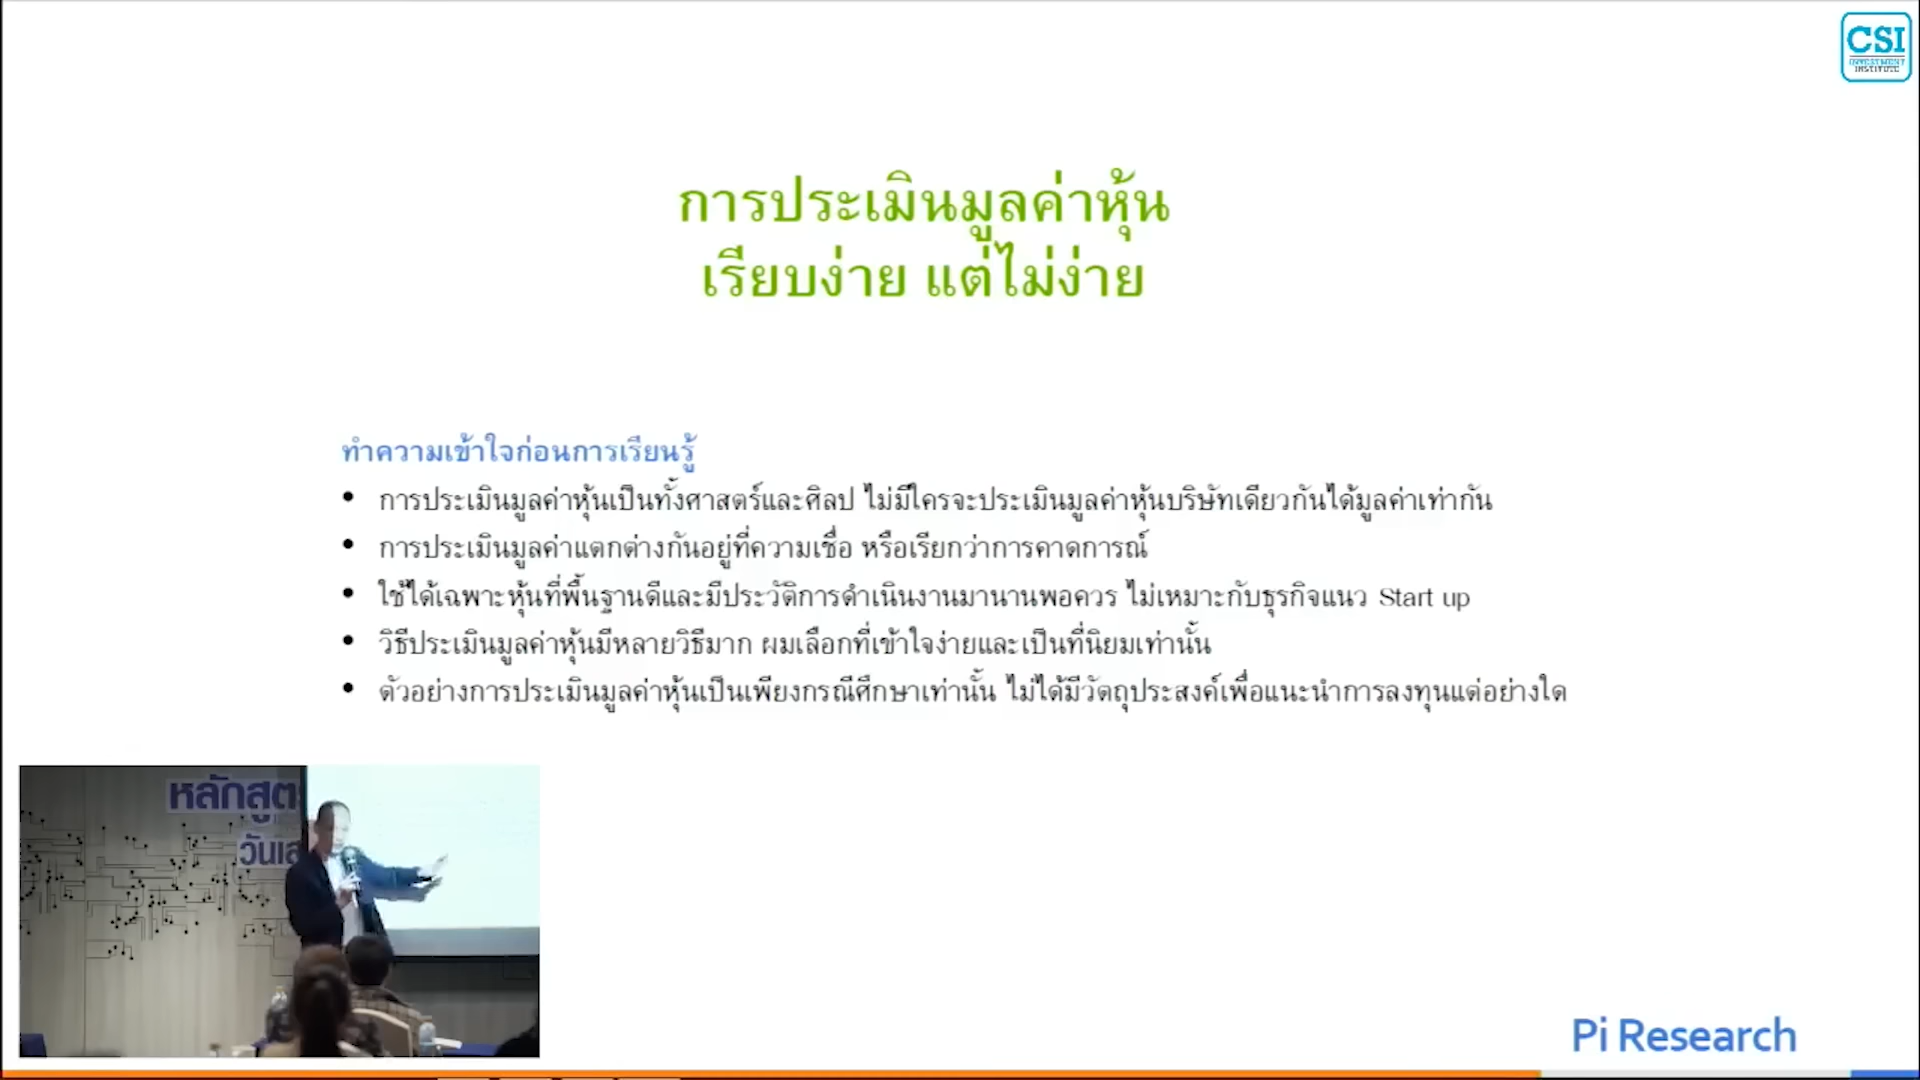 CSI
INVESTMENT
INSTITUTE
การประเมินมูลค่าหุ้น
เรียบง่าย แต่ไม่ง่าย
ทำความเข้าใจก่อนการเรียนรู้
• การประเมินมูลค่าหุ้นเป็นทั้งศาสตร์และศิลป ไม่มีใครจะประเมินมูลค่าหุ้นบริษัทเดียวกันได้มูลค่าเท่ากัน
• การประเมินมูลค่าแตกต่างกันอยู่ที่ความเชื่อ หรือเรียกว่าการคาดการณ์
• ใช้ได้เฉพาะหุ้นที่พื้นฐานดีและมีประวัติการดำเนินงานมานานพอควร ไม่เหมาะกับธุรกิจแนว Start up
• วิธีประเมินมูลค่าหุ้นมีหลายวิธีมาก ผมเลือกที่เข้าใจง่ายและเป็นที่นิยมเท่านั้น
• ตัวอย่างการประเมินมูลค่าหุ้นเป็นเพียงกรณีศึกษาเท่านั้น ไม่ได้มีวัตถุประสงค์เพื่อแนะนำการลงทุนแต่อย่างใด
หลักสูต
วันเส
Pi Research